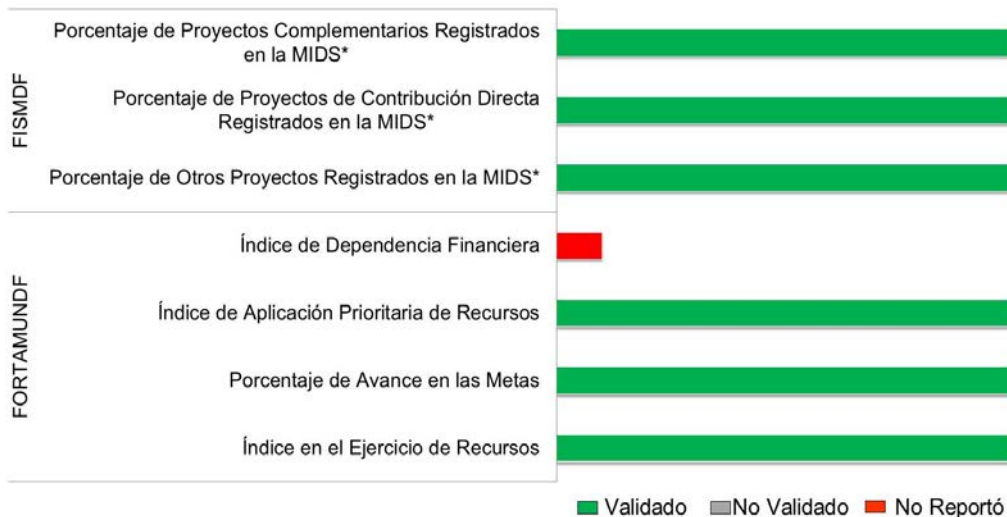 FISMDF
Porcentaje de Proyectos Complementarios Registrados
en la MIDS*
Porcentaje de Proyectos de Contribución Directa
Registrados en la MIDS*
Porcentaje de Otros Proyectos Registrados en la MIDS*
FORTAMUNDF
Índice de Dependencia Financiera
Índice de Aplicación Prioritaria de Recursos
Porcentaje de Avance en las Metas
Índice en el Ejercicio de Recursos
Validado No Validado No Reportó